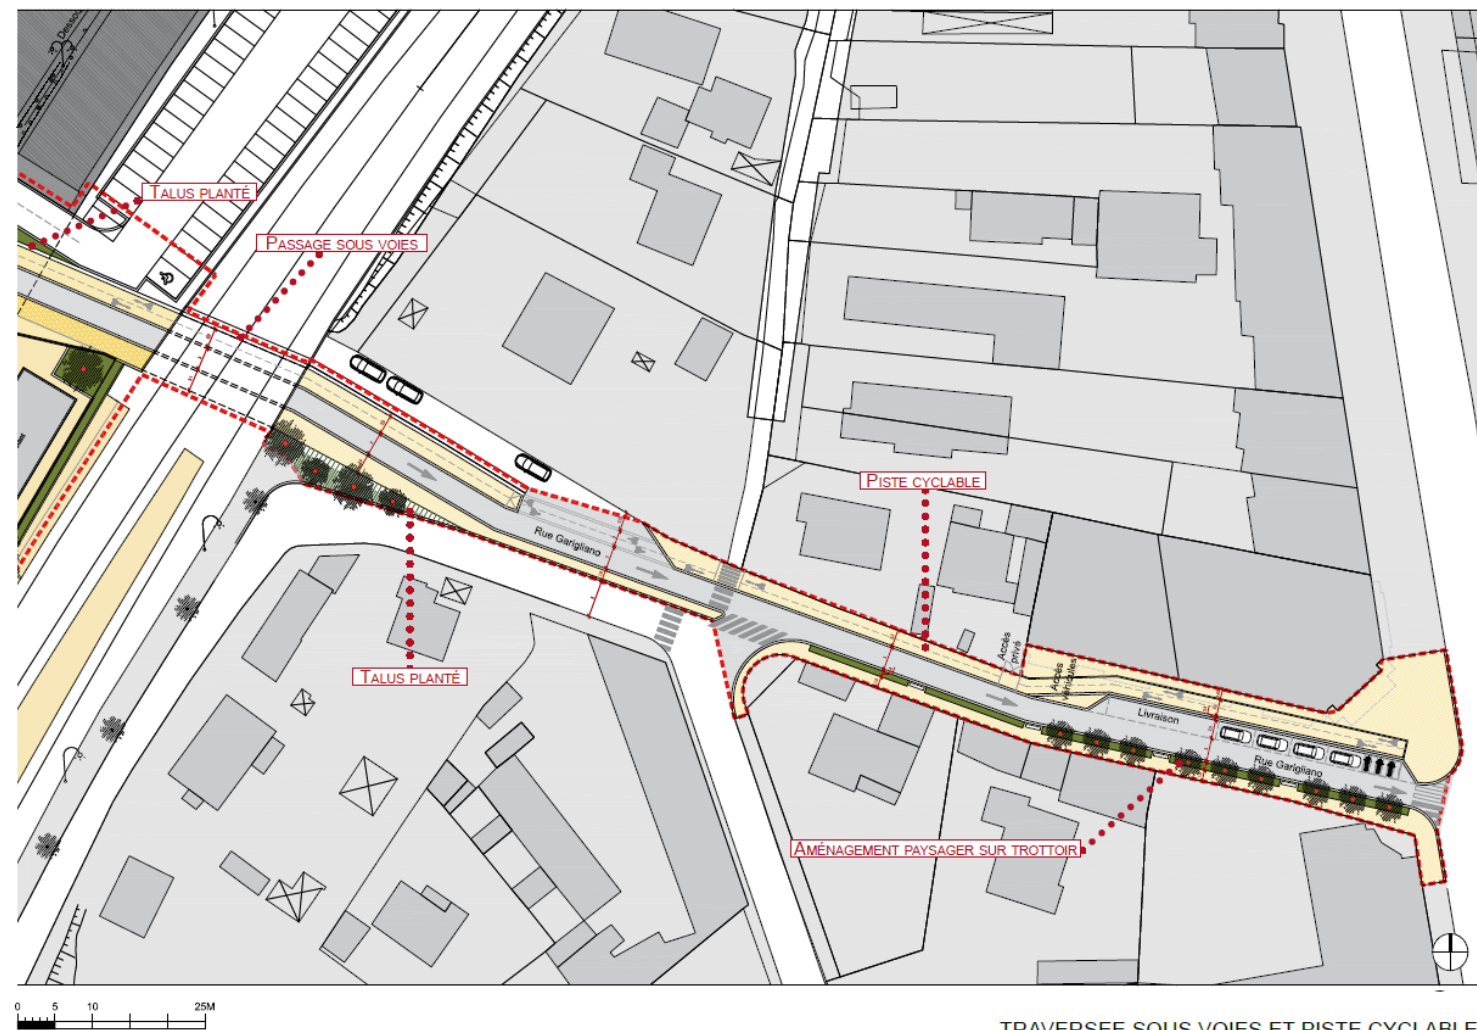 Dessous
TALUS PLANTÉ
PASSAGE SOUS VOIES
PISTE CYCLABLE
Rue Garigliano
Accès
privé
Accès
véhicules
TALUS PLANTÉ
Livraison
Rue Garigliano
AMÉNAGEMENT PAYSAGER SUR TROTTOIR
0 5 10 25M
TRAVERSEE SOUS VOIES ET PISTE CYCLABLE